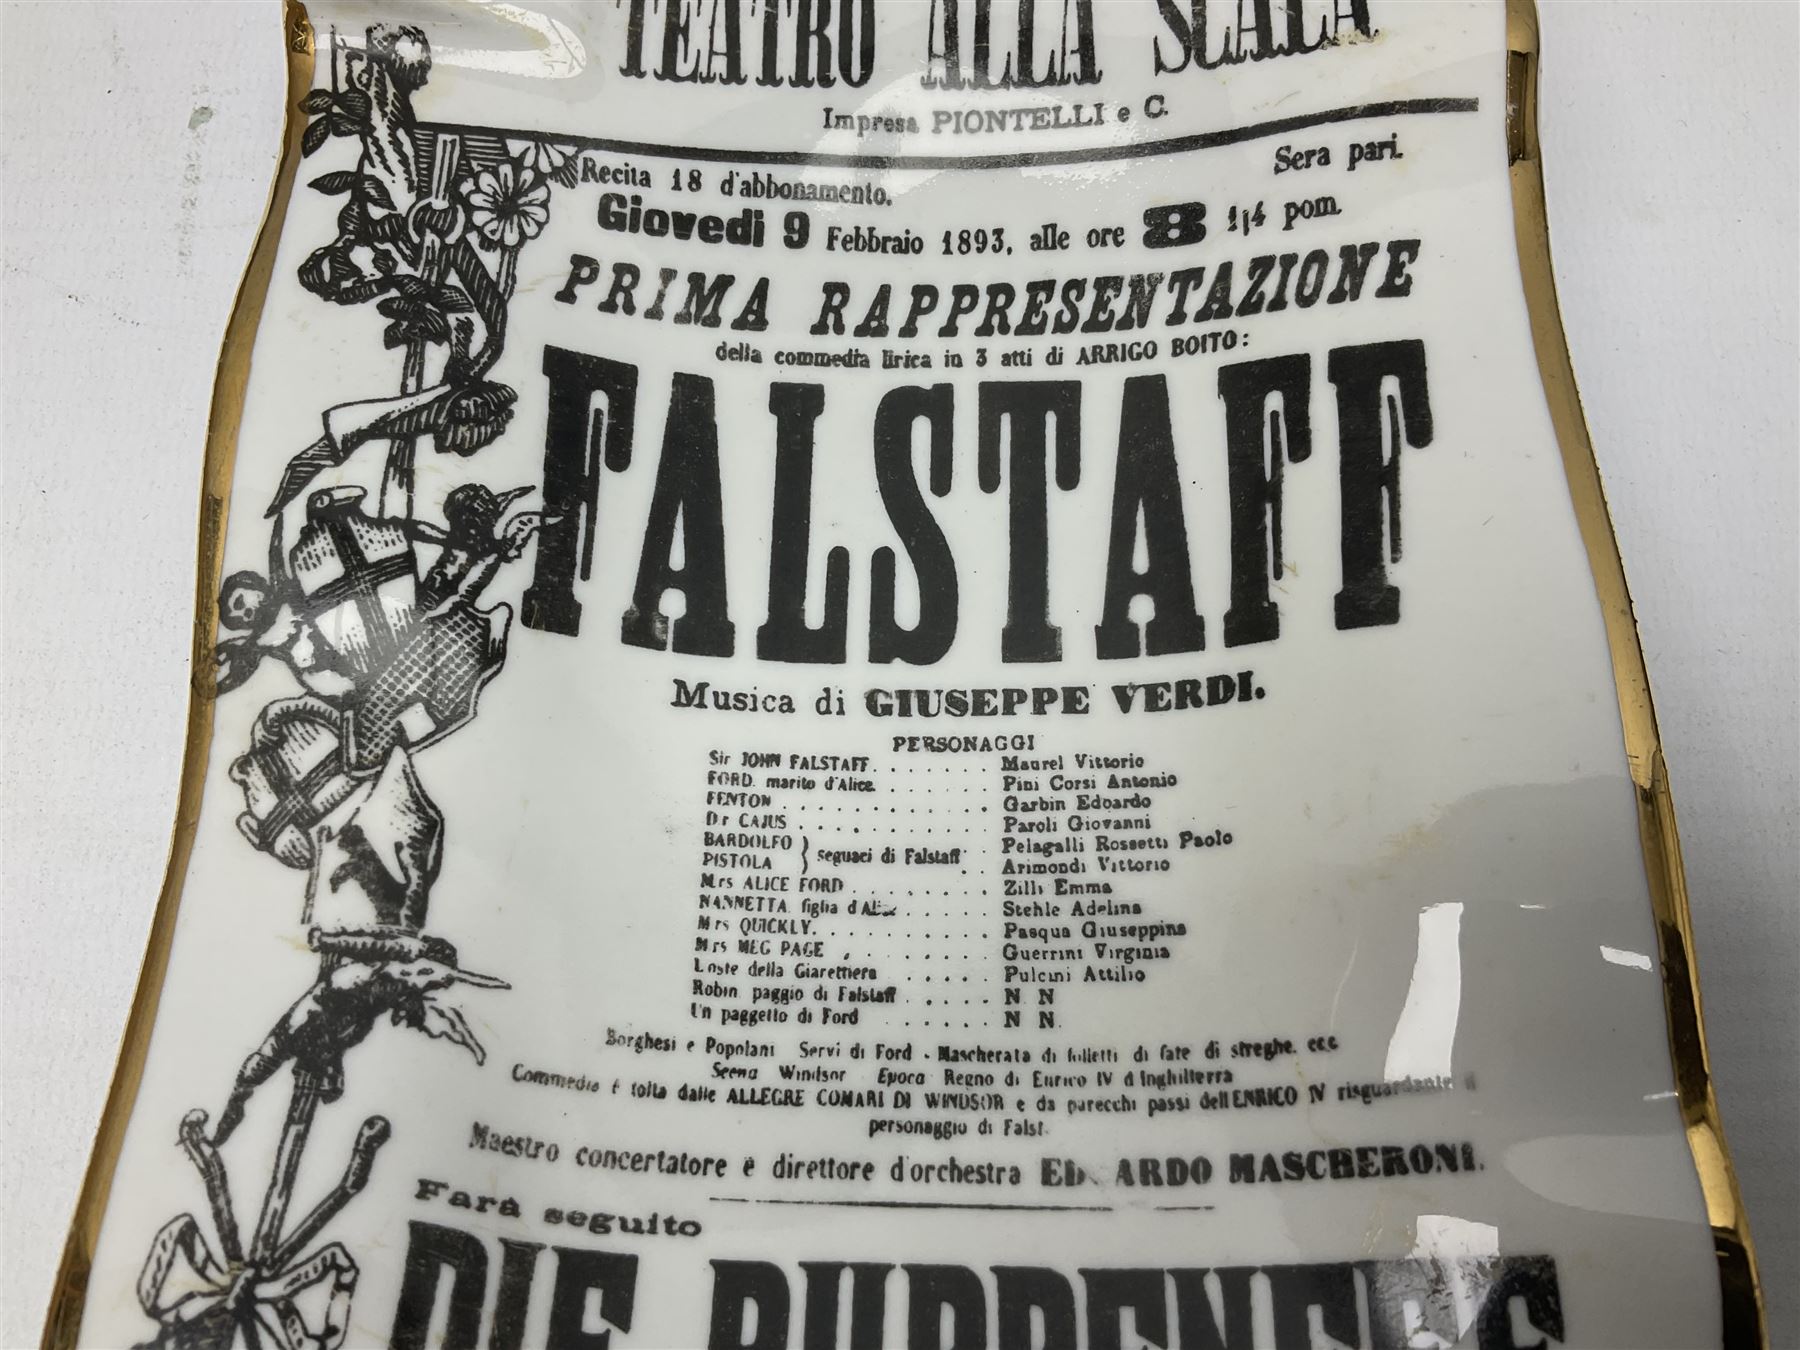 TEATRO ALLA SCALA
Impresa PIONTELLI e C.
Recita 18 d'abbonamento.
Sera pari.
Giovedi 9 Febbraio 1893, alle ore 8 1|4 pom.
PRIMA RAPPRESENTAZIONE
della commedia lirica in 3 atti di ARRIGO BOITO:
FALSTAFF
Musica di GIUSEPPE VERDI.
PERSONAGGI
Sir JOHN FALSTAFF . . . . . . . Maurel Vittorio
FORD. marito d'Alice. . . . . . . Pini Corsi Antonio
FENTON . . . . . . . . . . . . Garbin Edoardo
Dr CAJUS . . . . . . . . . . . Paroli Giovanni
BARDOLFO } seguaci di Falstaff . . Pelagalli Rossetti Paolo
PISTOLA . . Arimondi Vittorio
Mrs ALICE FORD . . . . . . . . Zilli Emma
NANNETTA figlia d'Alice . . . . . Stehle Adelina
Mrs QUICKLY. . . . . . . . . . Pasqua Giuseppina
Mrs MEG PAGE , . . . . . . . . Guerrini Virginia
L'oste della Giarettiera . . . . . Pulcini Attilio
Robin paggio di Falstaff . . . . . N N
Un paggetto di Ford . . . . . . N N.
Borghesi e Popolani Servi di Ford - Mascherata di folletti di fate di streghe. ecc
Scena Windsor Epoca Regno di Enrico IV d'Inghilterra
Commedia è tolta dalle ALLEGRE COMARI DI WINDSOR e da parecchi passi dell'ENRICO IV risguardante il
personaggio di Falst.
Maestro concertatore e direttore d'orchestra ED ARDO MASCHERONI.
Farà seguito
DIE